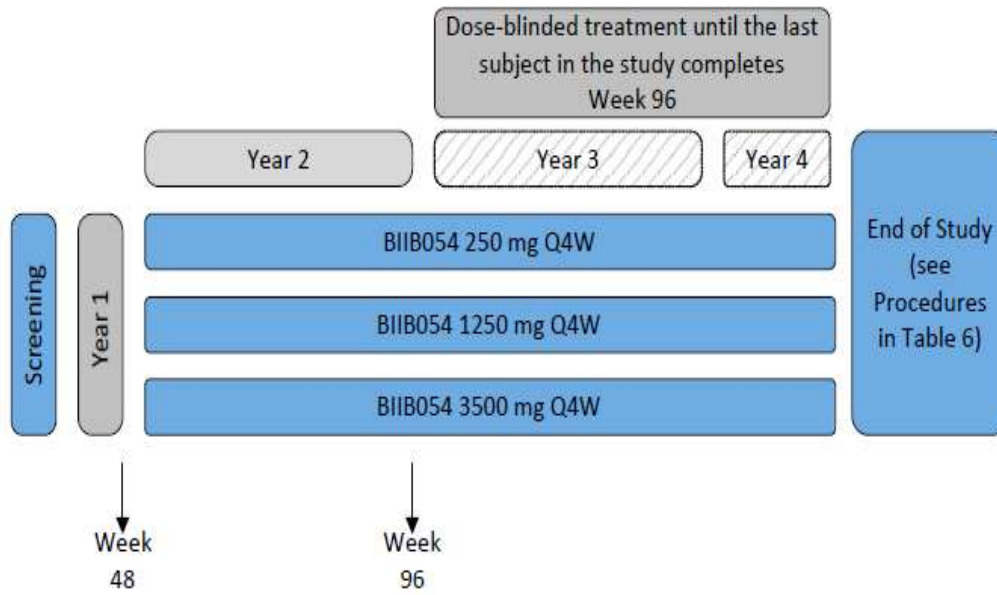 Dose-blinded treatment until the last
subject in the study completes
Week 96
Year 2
Year 3
Year 4
Screening
Year 1
BIIB054 250 mg Q4W
BIIB054 1250 mg Q4W
BIIB054 3500 mg Q4W
End of Study
(see
Procedures
in Table 6)
Week
48
Week
96